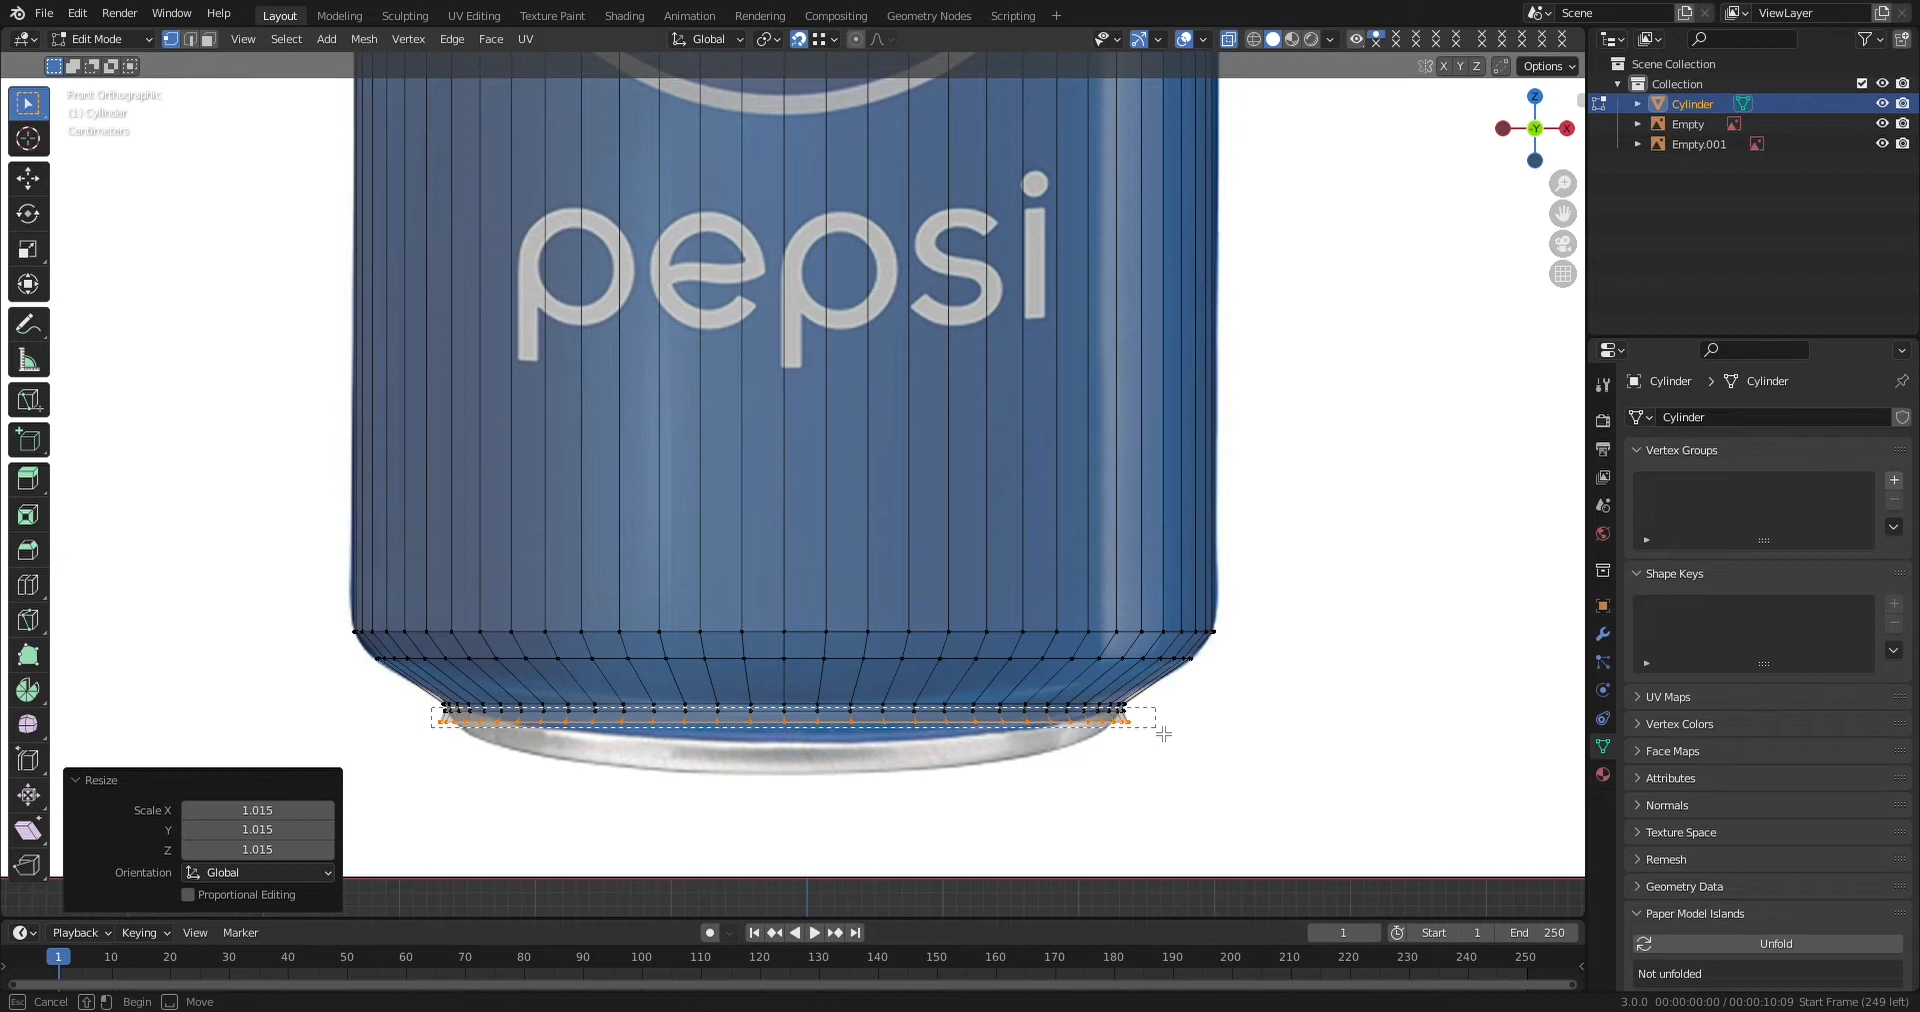 File Edit Render Window Help Layout Modeling Sculpting UV Editing Texture Paint Shading Animation Rendering Compositing Geometry Nodes Scripting + Scene ViewLayer
Edit Mode View Select Add Mesh Vertex Edge Face UV Global
X Y Z Options
Front Orthographic
(1) Cylinder
Centimeters
Z
-Y X
pepsi
Scene Collection
Collection
Cylinder
Empty
Empty.001
Cylinder > Cylinder
Cylinder
Vertex Groups
Shape Keys
UV Maps
Vertex Colors
Face Maps
Attributes
Normals
Texture Space
Remesh
Geometry Data
Paper Model Islands
Unfold
Not unfolded
Resize
Scale X 1.015
Y 1.015
Z 1.015
Orientation Global
Proportional Editing
Playback Keying View Marker 1 Start 1 End 250
1 10 20 30 40 50 60 70 80 90 100 110 120 130 140 150 160 170 180 190 200 210 220 230 240 250
Esc Cancel Begin Move 3.0.0 00:00:00:00 / 00:00:10:09 Start Frame (249 left)